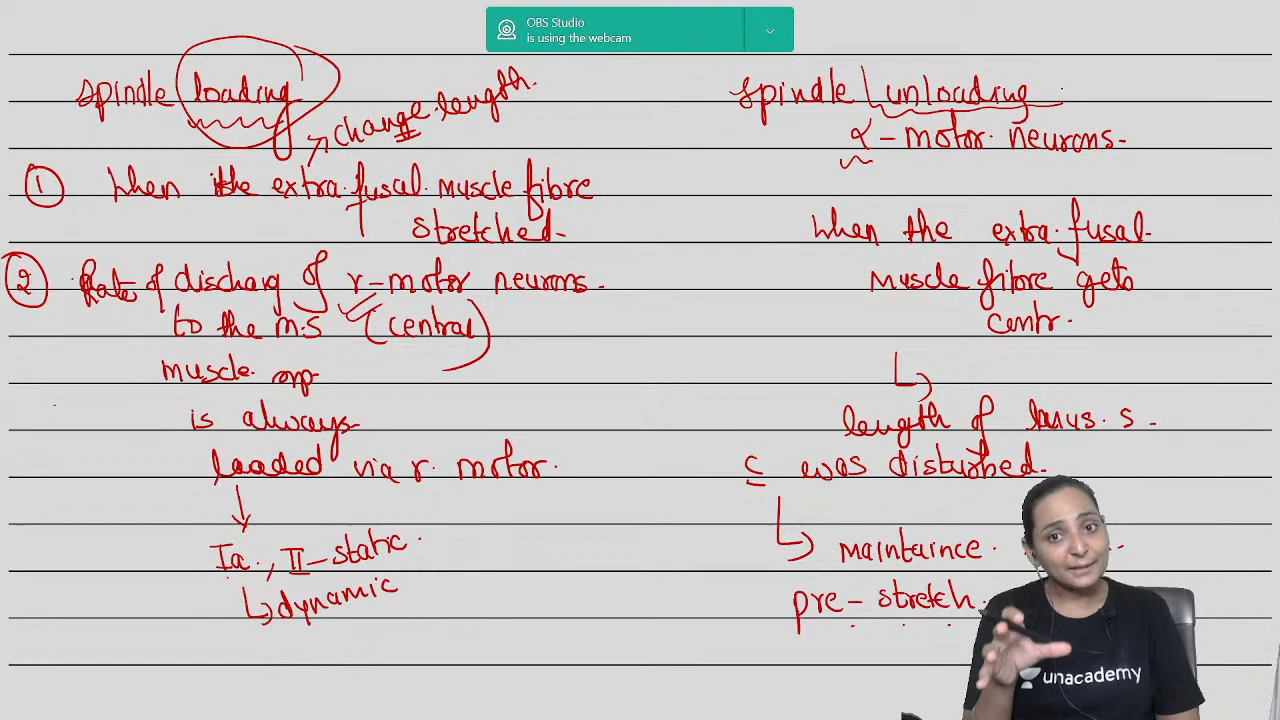 OBS Studio
is using the webcam
spindle loading
change length.
① When the extra.fusal.muscle fibre
stretched.
② Rate of discharg of r-motor neurons.
to the m.s (central)
muscle
is always
loaded via r. motor.
Ia., II-static
dynamic
spindle unloading
α-motor neurons.
when the extra.fusal.
muscle fibre gets
contr.
length of s.
c was disturbed.
maintaince.
pre-stretch.
unacademy